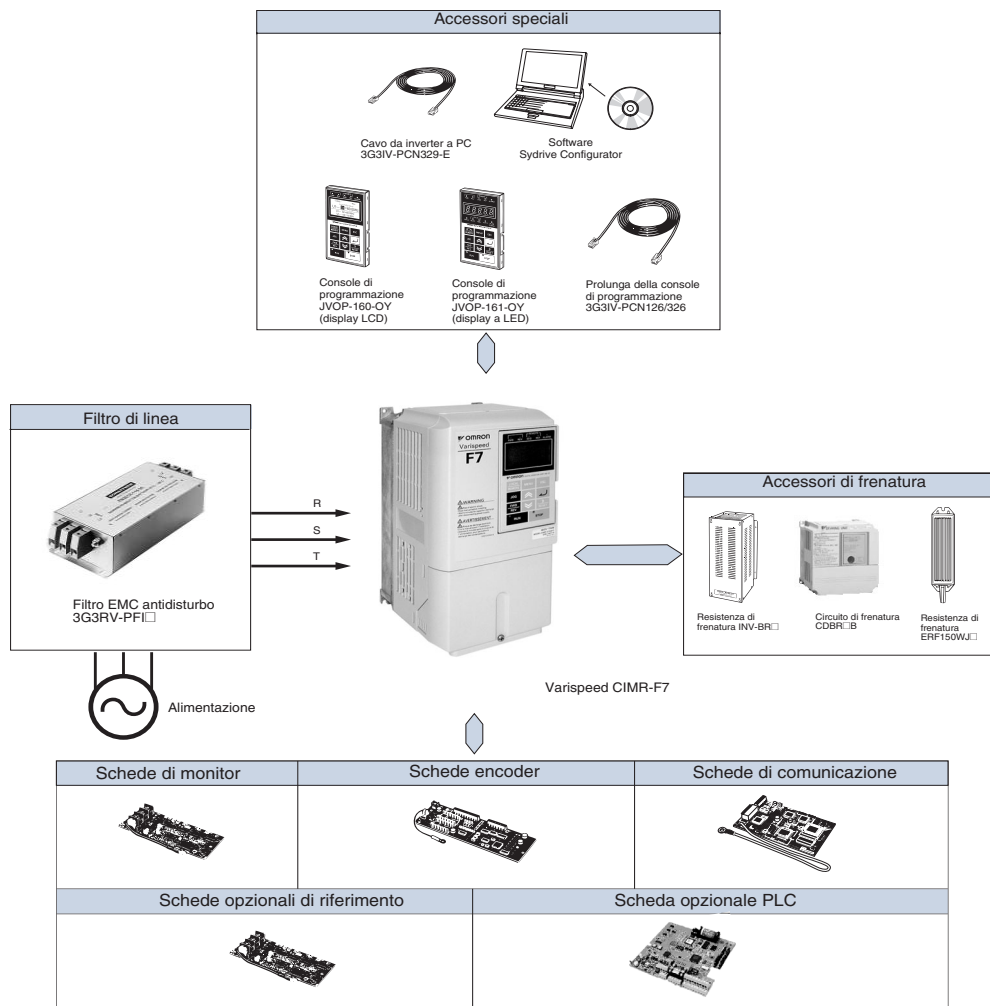 Accessori speciali
Cavo da inverter a PC
3G3IV-PCN329-E
Software
Sydrive Configurator
Console di
programmazione
JVOP-160-OY
(display LCD)
Console di
programmazione
JVOP-161-OY
(display a LED)
Prolunga della console
di programmazione
3G3IV-PCN126/326
Filtro di linea
Filtro EMC antidisturbo
3G3RV-PFI□
R
S
T
Alimentazione
OMRON
Varispeed
F7
WARNING
Varispeed CIMR-F7
Accessori di frenatura
Resistenza di
frenatura INV-BR□
Circuito di frenatura
CDBR□B
Resistenza di
frenatura
ERF150WJ□
Schede di monitor
Schede encoder
Schede di comunicazione
Schede opzionali di riferimento
Scheda opzionale PLC